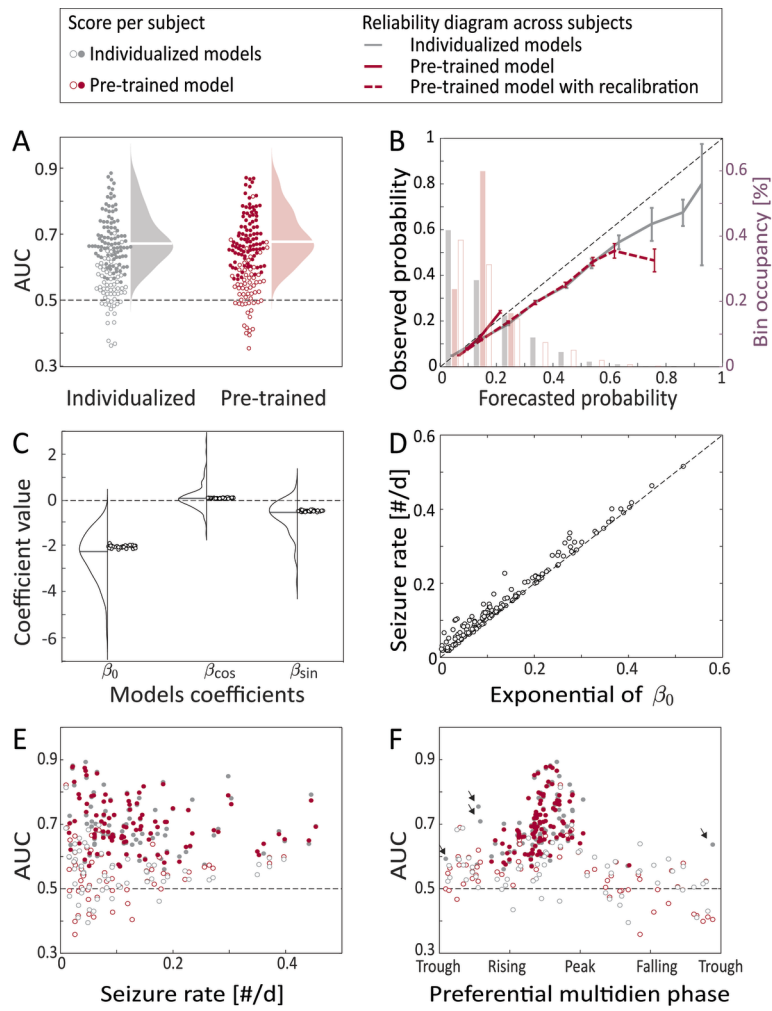 Score per subject
Individualized models
Pre-trained model
Reliability diagram across subjects
Individualized models
Pre-trained model
Pre-trained model with recalibration
A
AUC
0.9
0.7
0.5
0.3
Individualized Pre-trained
B
Observed probability
1
0.8
0.6
0.4
0.2
0
0 0.2 0.4 0.6 0.8 1
Forecasted probability
Bin occupancy [%]
0.6
0.4
0.2
0
C
Coefficient value
2
0
-2
-4
-6
β0 βcos βsin
Models coefficients
D
Seizure rate [#/d]
0.6
0.4
0.2
0
0 0.2 0.4 0.6
Exponential of β0
E
AUC
0.9
0.7
0.5
0.3
0 0.2 0.4
Seizure rate [#/d]
F
AUC
0.9
0.7
0.5
0.3
Trough Rising Peak Falling Trough
Preferential multidien phase